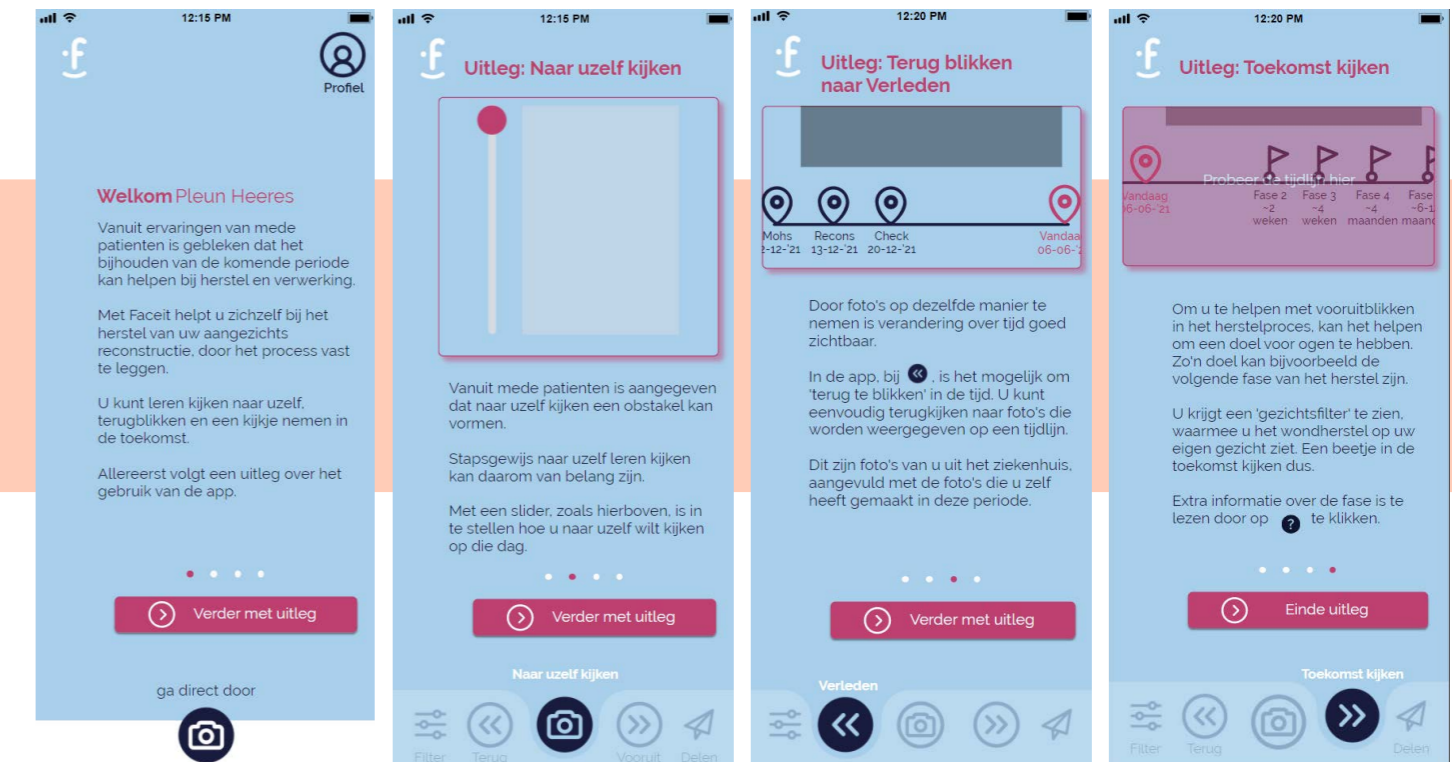 12:15 PM
·f
Profiel
Welkom Pleun Heeres
Vanuit ervaringen van mede
patienten is gebleken dat het
bijhouden van de komende periode
kan helpen bij herstel en verwerking.
Met Faceit helpt u zichzelf bij het
herstel van uw aangezichts
reconstructie, door het process vast
te leggen.
U kunt leren kijken naar uzelf,
terugblikken en een kijkje nemen in
de toekomst.
Allereerst volgt een uitleg over het
gebruik van de app.
Verder met uitleg
ga direct door
12:15 PM
·f
Uitleg: Naar uzelf kijken
Vanuit mede patienten is aangegeven
dat naar uzelf kijken een obstakel kan
vormen.
Stapsgewijs naar uzelf leren kijken
kan daarom van belang zijn.
Met een slider, zoals hierboven, is in
te stellen hoe u naar uzelf wilt kijken
op die dag.
Verder met uitleg
Naar uzelf kijken
Filter Terug Vooruit Delen
12:20 PM
·f
Uitleg: Terug blikken
naar Verleden
Mohs Recons Check Vandaa
2-12-'21 13-12-'21 20-12-'21 06-06-'2
Door foto's op dezelfde manier te
nemen is verandering over tijd goed
zichtbaar.
In de app, bij «, is het mogelijk om
'terug te blikken' in de tijd. U kunt
eenvoudig terugkijken naar foto's die
worden weergegeven op een tijdlijn.
Dit zijn foto's van u uit het ziekenhuis,
aangevuld met de foto's die u zelf
heeft gemaakt in deze periode.
Verder met uitleg
Verleden
12:20 PM
·f
Uitleg: Toekomst kijken
Probeer de tijdlijn hier
Vandaag Fase 2 Fase 3 Fase 4 Fase
06-06-'21 ~2 ~4 ~4 ~6-1
weken weken maanden maand
Om u te helpen met vooruitblikken
in het herstelproces, kan het helpen
om een doel voor ogen te hebben.
Zo'n doel kan bijvoorbeeld de
volgende fase van het herstel zijn.
U krijgt een 'gezichtsfilter' te zien,
waarmee u het wondherstel op uw
eigen gezicht ziet. Een beetje in de
toekomst kijken dus.
Extra informatie over de fase is te
lezen door op ? te klikken.
Einde uitleg
Toekomst kijken
Filter Terug Delen